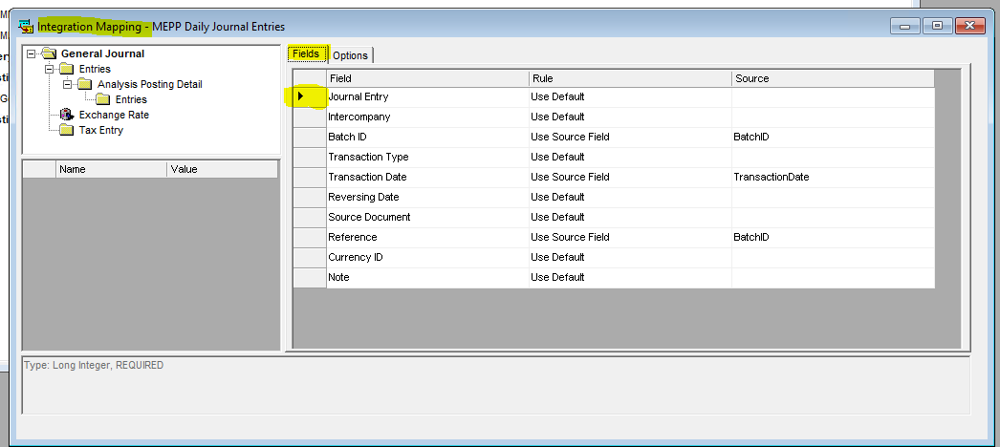 Integration Mapping - MEPP Daily Journal Entries
General Journal
Entries
Analysis Posting Detail
Entries
Exchange Rate
Tax Entry
Name Value
Fields Options
Field Rule Source
Journal Entry Use Default
Intercompany Use Default
Batch ID Use Source Field BatchID
Transaction Type Use Default
Transaction Date Use Source Field TransactionDate
Reversing Date Use Default
Source Document Use Default
Reference Use Source Field BatchID
Currency ID Use Default
Note Use Default
Type: Long Integer, REQUIRED